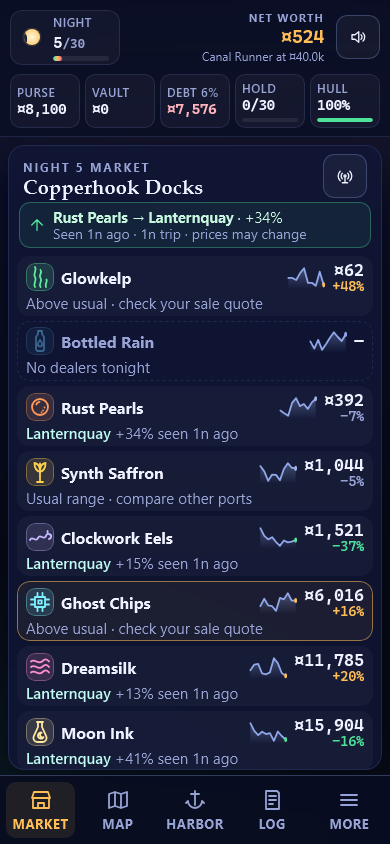 NIGHT
5/30
NET WORTH
¤524
Canal Runner at ¤40.0k
PURSE
¤8,100
VAULT
¤0
DEBT 6%
¤7,576
HOLD
0/30
HULL
100%
NIGHT 5 MARKET
Copperhook Docks
Rust Pearls → Lanternquay · +34%
Seen 1n ago · 1n trip · prices may change
Glowkelp
¤62
+48%
Above usual · check your sale quote
Bottled Rain
—
No dealers tonight
Rust Pearls
¤392
−7%
Lanternquay +34% seen 1n ago
Synth Saffron
¤1,044
−5%
Usual range · compare other ports
Clockwork Eels
¤1,521
−37%
Lanternquay +15% seen 1n ago
Ghost Chips
¤6,016
+16%
Above usual · check your sale quote
Dreamsilk
¤11,785
+20%
Lanternquay +13% seen 1n ago
Moon Ink
¤15,904
−16%
Lanternquay +41% seen 1n ago
MARKET
MAP
HARBOR
LOG
MORE